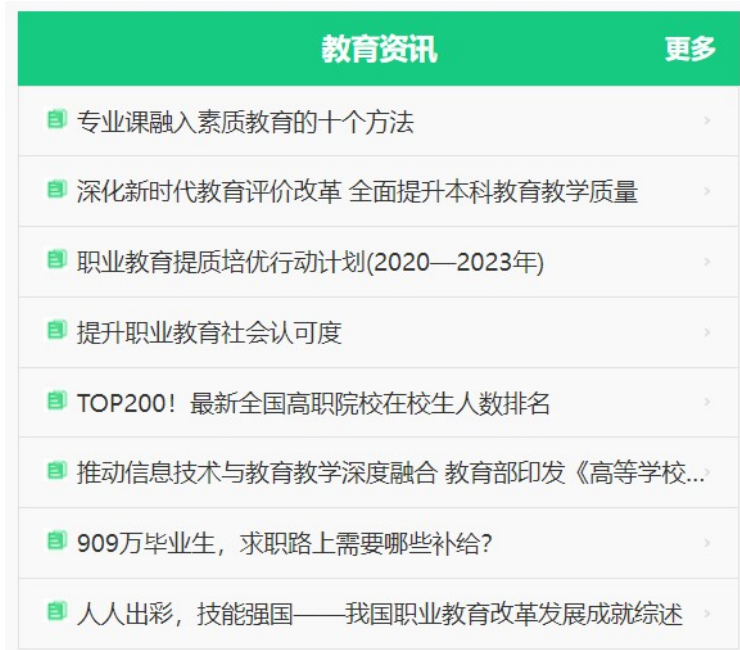 教育资讯 更多
专业课融入素质教育的十个方法
深化新时代教育评价改革 全面提升本科教育教学质量
职业教育提质培优行动计划(2020—2023年)
提升职业教育社会认可度
TOP200！最新全国高职院校在校生人数排名
推动信息技术与教育教学深度融合 教育部印发《高等学校...
909万毕业生，求职路上需要哪些补给？
人人出彩，技能强国——我国职业教育改革发展成就综述